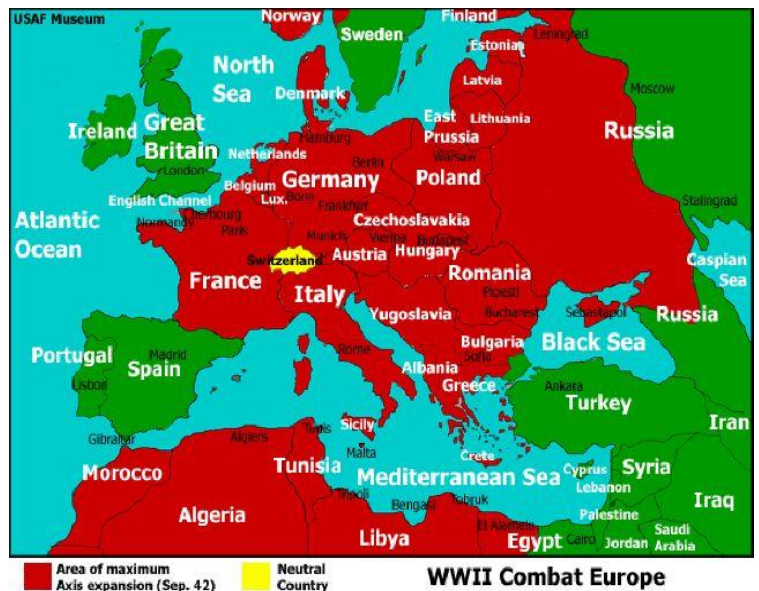 USAF Museum
Norway
Finland
Sweden
Leningrad
Estonian
North
Sea
Latvia
Denmark
Moscow
Ireland
Great
Britain
East
Prussia
Lithuania
Russia
Hamburg
Netherlands
Berlin
Warsaw
London
Germany
Poland
Belgium
Lux.
Bonn
Frankfurt
English Channel
Stalingrad
Atlantic
Ocean
Cherbourg
Normandy
Paris
Czechoslavakia
Munich
Vienna
Budapest
Switzerland
Austria
Hungary
Caspian
Sea
France
Italy
Romania
Ploesti
Bucharest
Sebastapol
Russia
Yugoslavia
Bulgaria
Sofia
Black Sea
Portugal
Spain
Madrid
Lisbon
Rome
Albania
Greece
Ankara
Turkey
Iran
Gibraltar
Algiers
Tunis
Sicily
Malta
Crete
Morocco
Tunisia
Mediterranean Sea
Cyprus
Lebanon
Syria
Iraq
Tripoli
Bengasi
Tobruk
Algeria
Libya
El Alamein
Egypt
Cairo
Palestine
Jordan
Saudi
Arabia
Area of maximum
Axis expansion (Sep. 42)
Neutral
Country
WWII Combat Europe